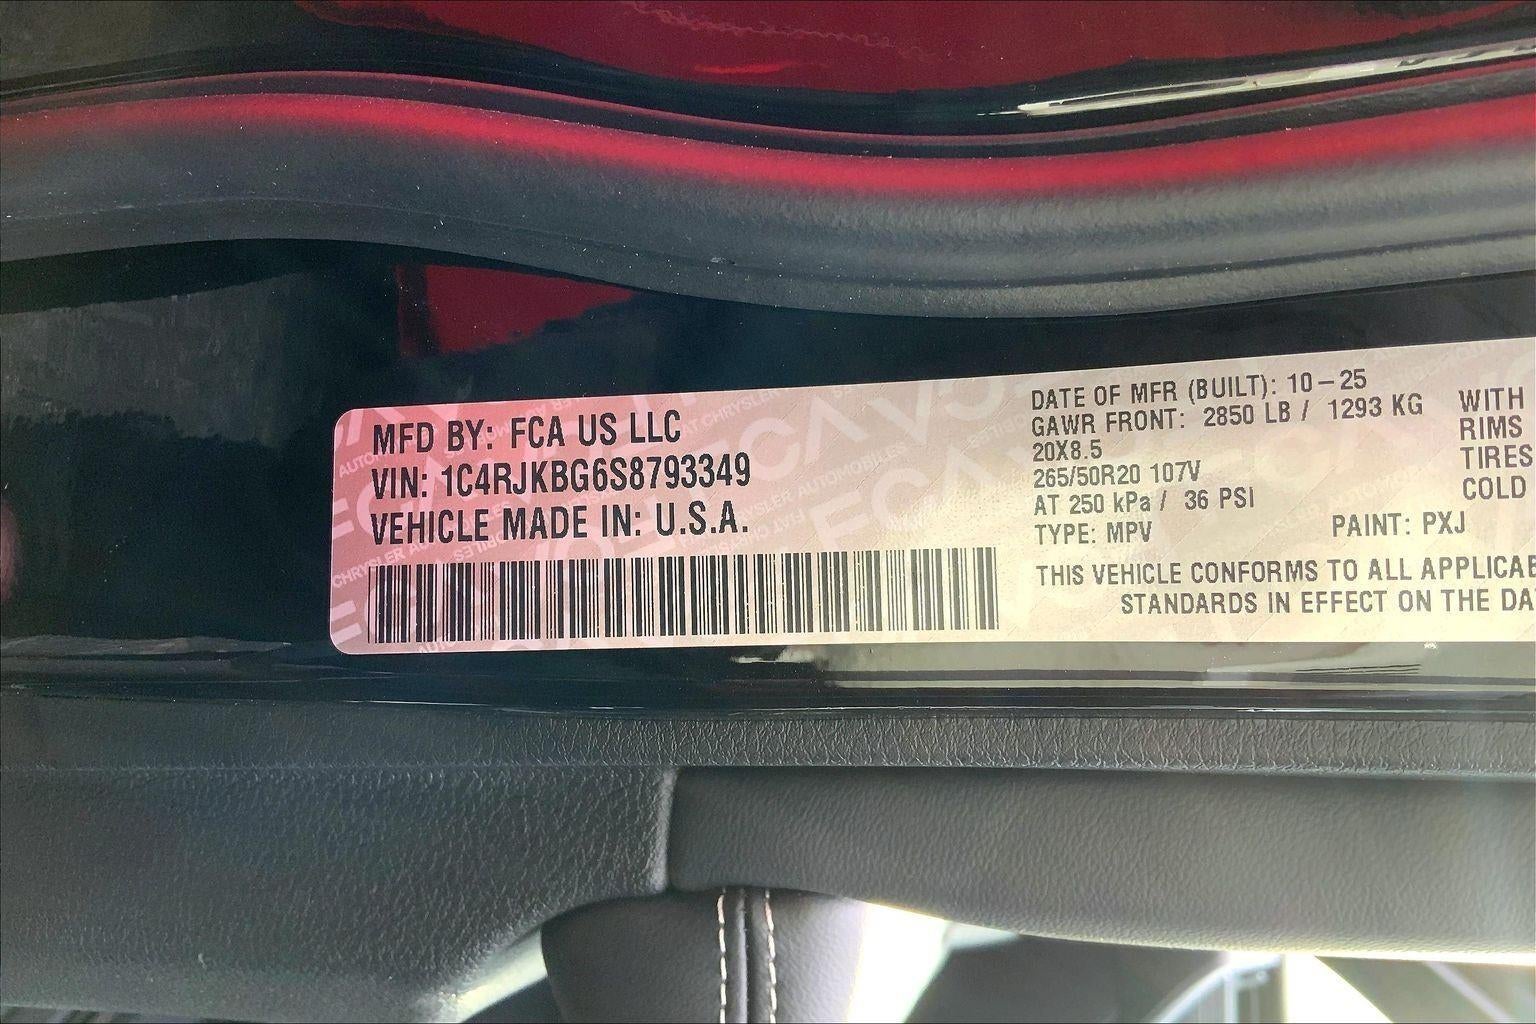 MFD BY: FCA US LLC
VIN: 1C4RJKBG6S8793349
VEHICLE MADE IN: U.S.A.
DATE OF MFR (BUILT): 10-25
GAWR FRONT: 2850 LB / 1293 KG WITH
20X8.5 RIMS
265/50R20 107V TIRES
AT 250 kPa / 36 PSI COLD
TYPE: MPV PAINT: PXJ
THIS VEHICLE CONFORMS TO ALL
STANDARDS IN EFFECT ON THE